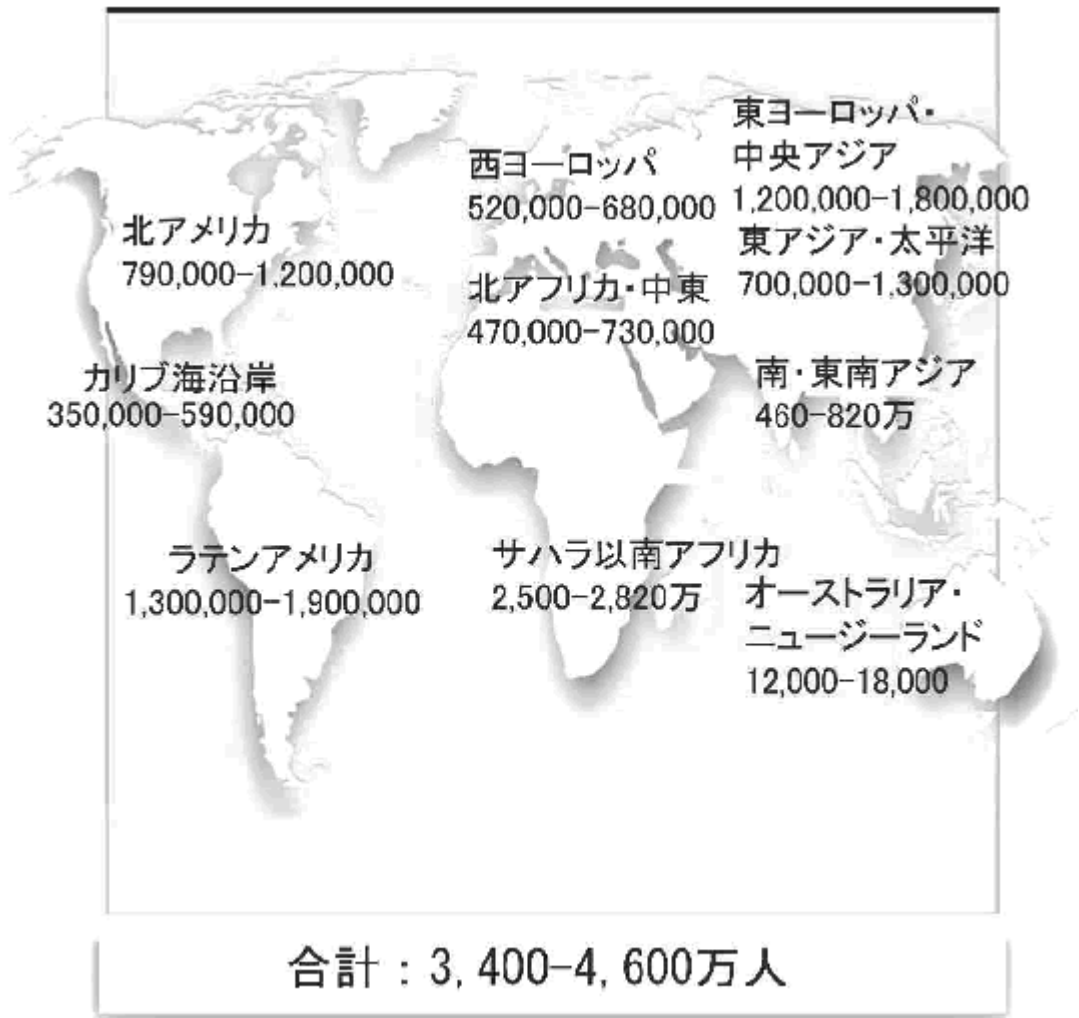 東ヨーロッパ・
中央アジア
1,200,000-1,800,000
西ヨーロッパ
520,000-680,000
北アメリカ
790,000-1,200,000
東アジア・太平洋
700,000-1,300,000
北アフリカ・中東
470,000-730,000
カリブ海沿岸
350,000-590,000
南・東南アジア
460-820万
ラテンアメリカ
1,300,000-1,900,000
サハラ以南アフリカ
2,500-2,820万
オーストラリア・
ニュージーランド
12,000-18,000
合計：3,400-4,600万人